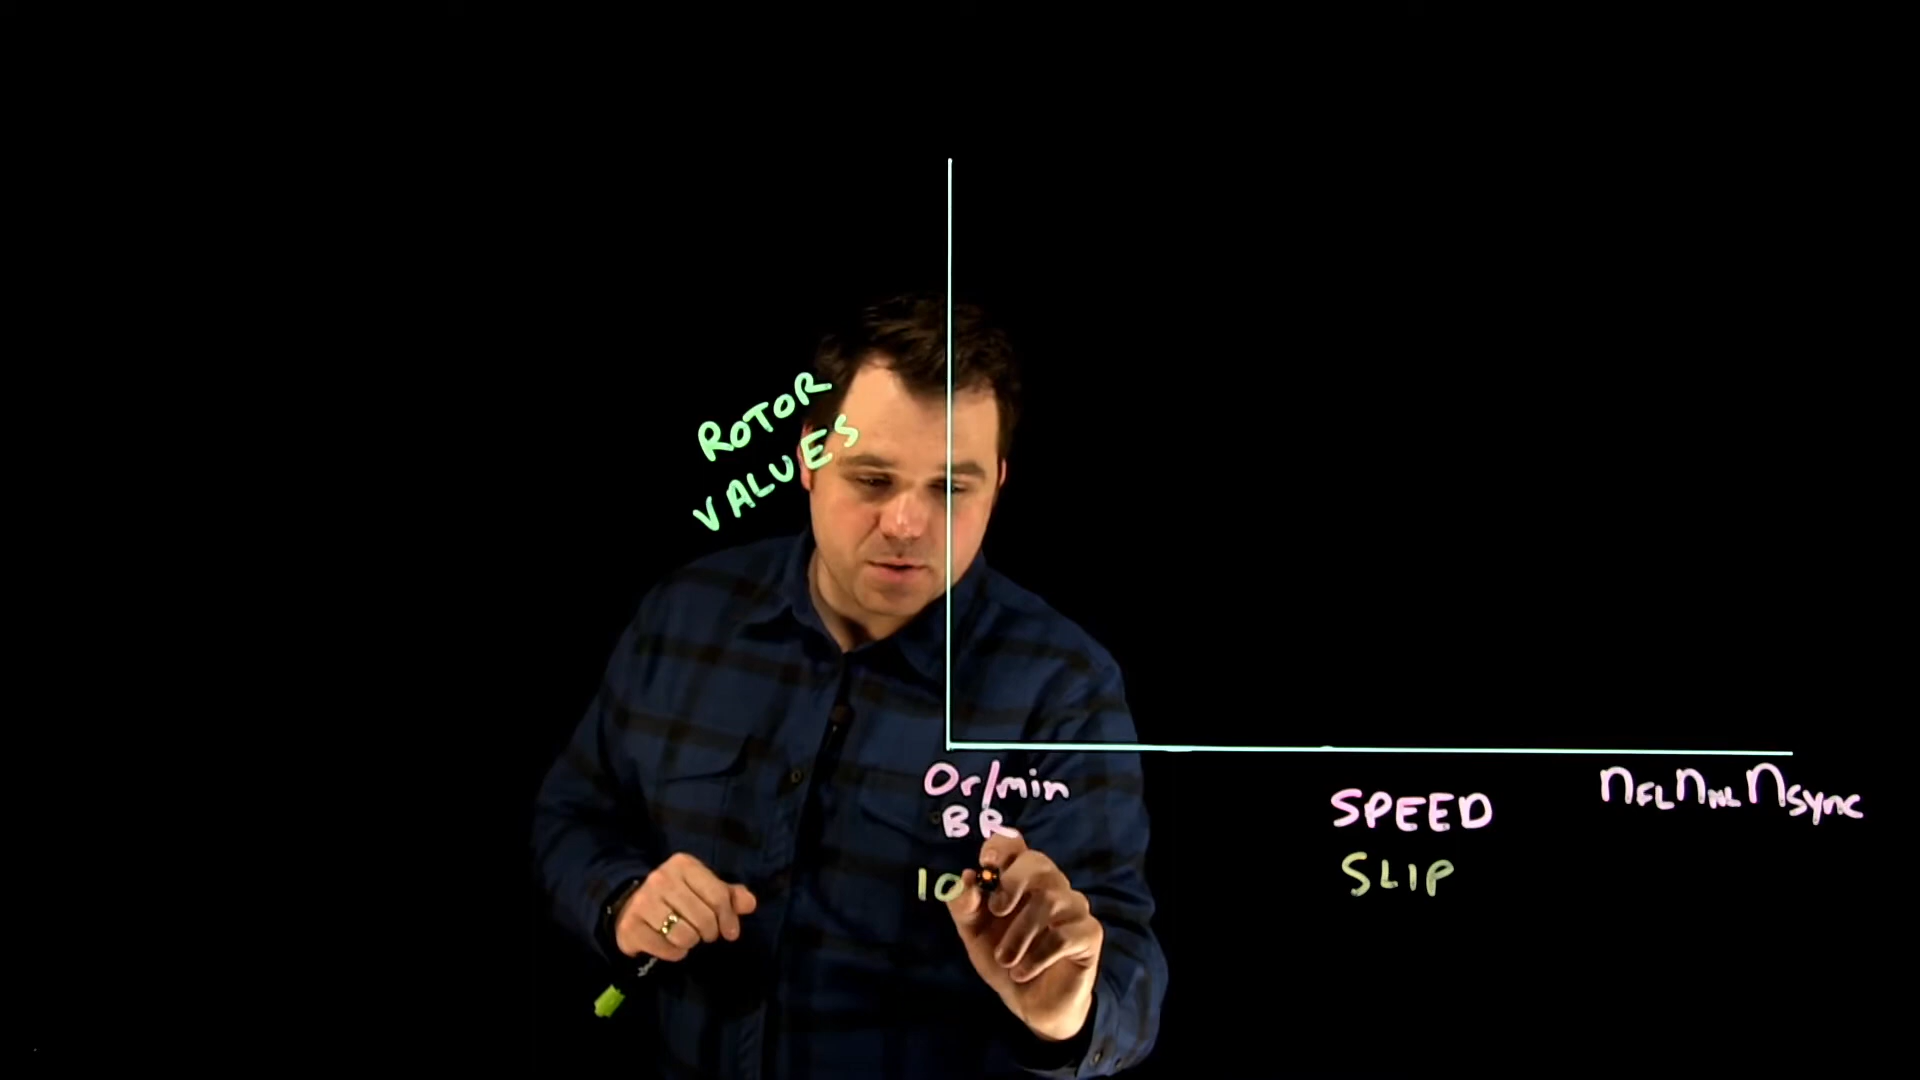 ROTOR
VALUES
0r/min
BR
10
SPEED
SLIP
nFL nNL nSync